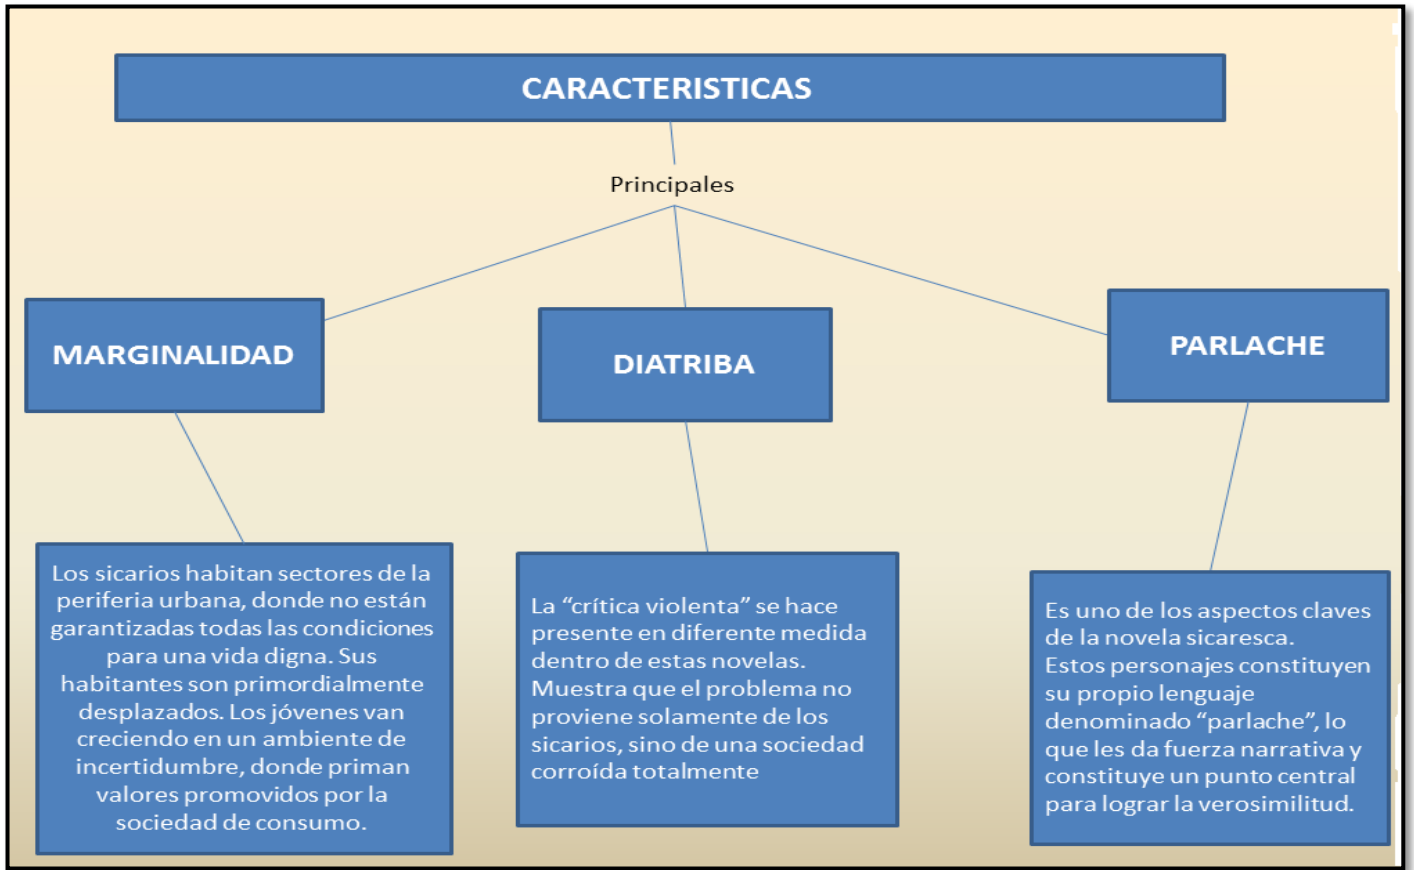 CARACTERISTICAS
Principales
MARGINALIDAD
DIATRIBA
PARLACHE
Los sicarios habitan sectores de la
periferia urbana, donde no están
garantizadas todas las condiciones
para una vida digna. Sus
habitantes son primordialmente
desplazados. Los jóvenes van
creciendo en un ambiente de
incertidumbre, donde priman
valores promovidos por la
sociedad de consumo.
La “crítica violenta” se hace
presente en diferente medida
dentro de estas novelas.
Muestra que el problema no
proviene solamente de los
sicarios, sino de una sociedad
corroída totalmente
Es uno de los aspectos claves
de la novela sicaresca.
Estos personajes constituyen
su propio lenguaje
denominado “parlache”, lo
que les da fuerza narrativa y
constituye un punto central
para lograr la verosimilitud.